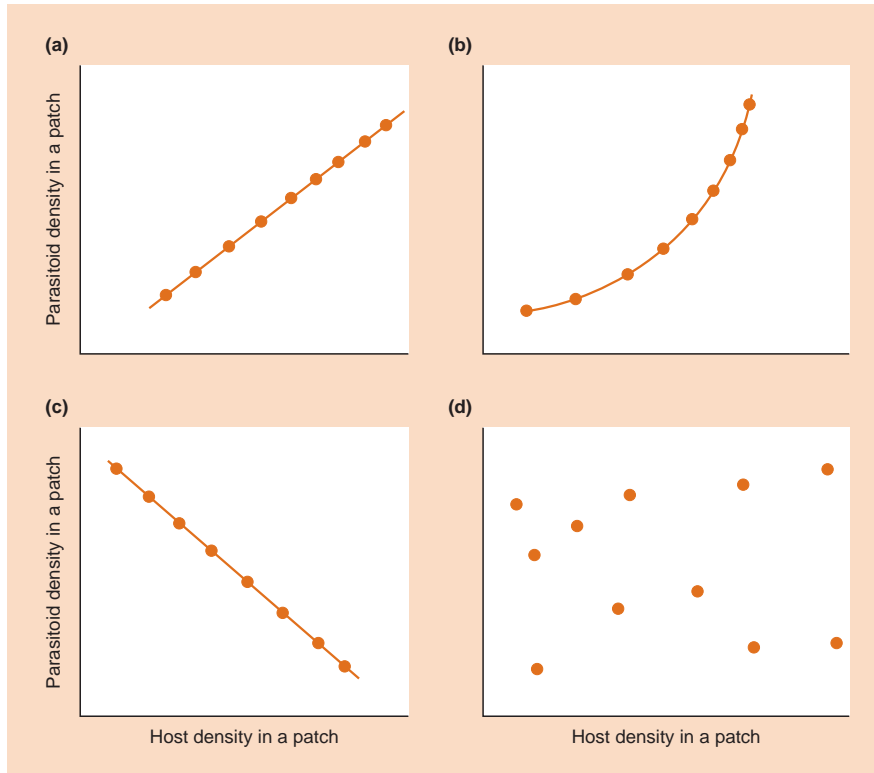 (a)
(b)
Parasitoid density in a patch
(c)
(d)
Parasitoid density in a patch
Host density in a patch
Host density in a patch